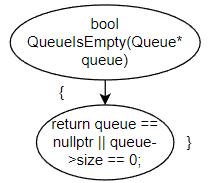 bool
QueueIsEmpty(Queue*
queue)
{
return queue ==
nullptr || queue-
>size == 0;
}